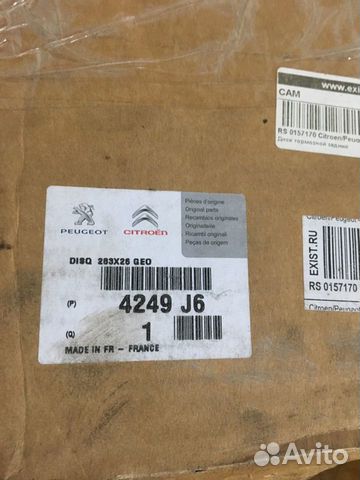 www.exist
CAM
RS 0157170 Citroen/Peug
Диск тормозной задний
Pièces d'origine
Original parts
Recambios originales
Originalteile
Ricambi originali
Peças de origem
PEUGEOT
CITROËN
DISQ 283X26 GEO
(P)
4249 J6
(Q)
1
MADE IN FR - FRANCE
EXIST.RU
RS 0157170
Citroen/Peugeot
Avito